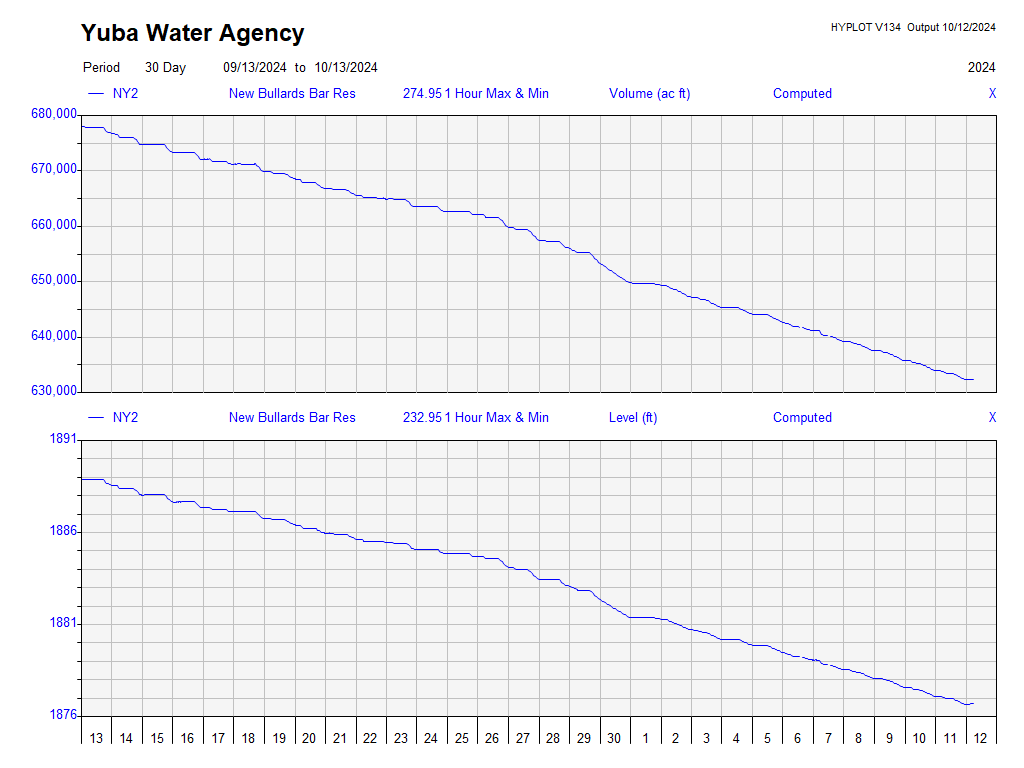 Yuba Water Agency
HYPLOT V134 Output 10/12/2024
Period 30 Day 09/13/2024 to 10/13/2024 2024
NY2 New Bullards Bar Res 274.95 1 Hour Max & Min Volume (ac ft) Computed X
680,000
670,000
660,000
650,000
640,000
630,000
NY2 New Bullards Bar Res 232.95 1 Hour Max & Min Level (ft) Computed X
1891
1886
1881
1876
13 14 15 16 17 18 19 20 21 22 23 24 25 26 27 28 29 30 1 2 3 4 5 6 7 8 9 10 11 12